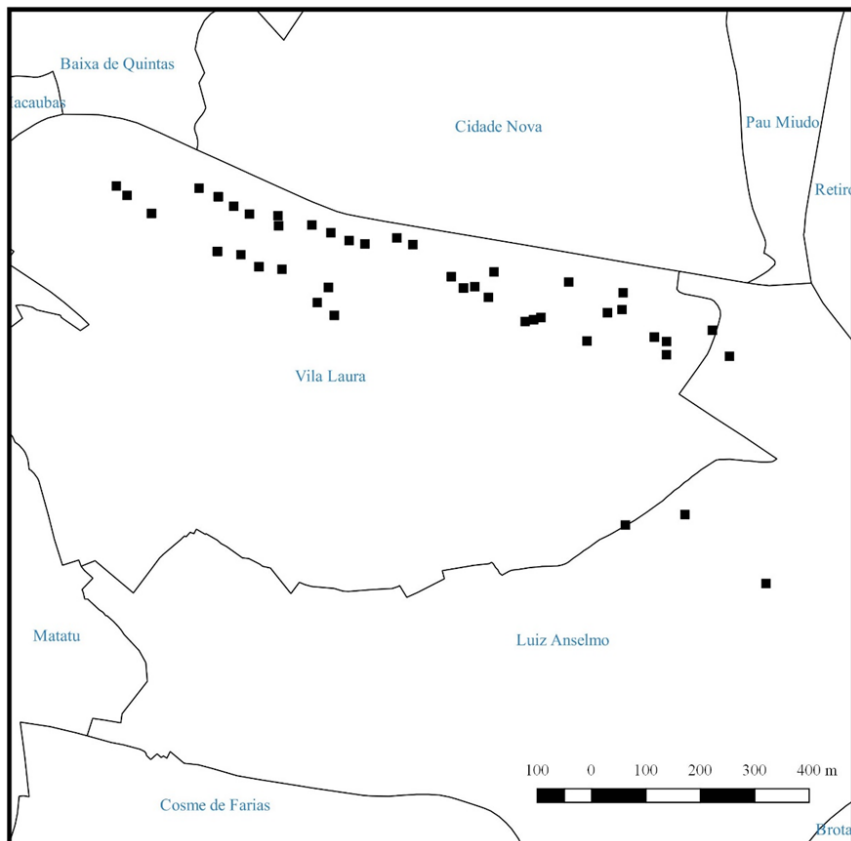 Baixa de Quintas
Iacaubas
Cidade Nova
Pau Miudo
Retiro
Vila Laura
Matatu
Luiz Anselmo
100 0 100 200 300 400 m
Cosme de Farias
Brota